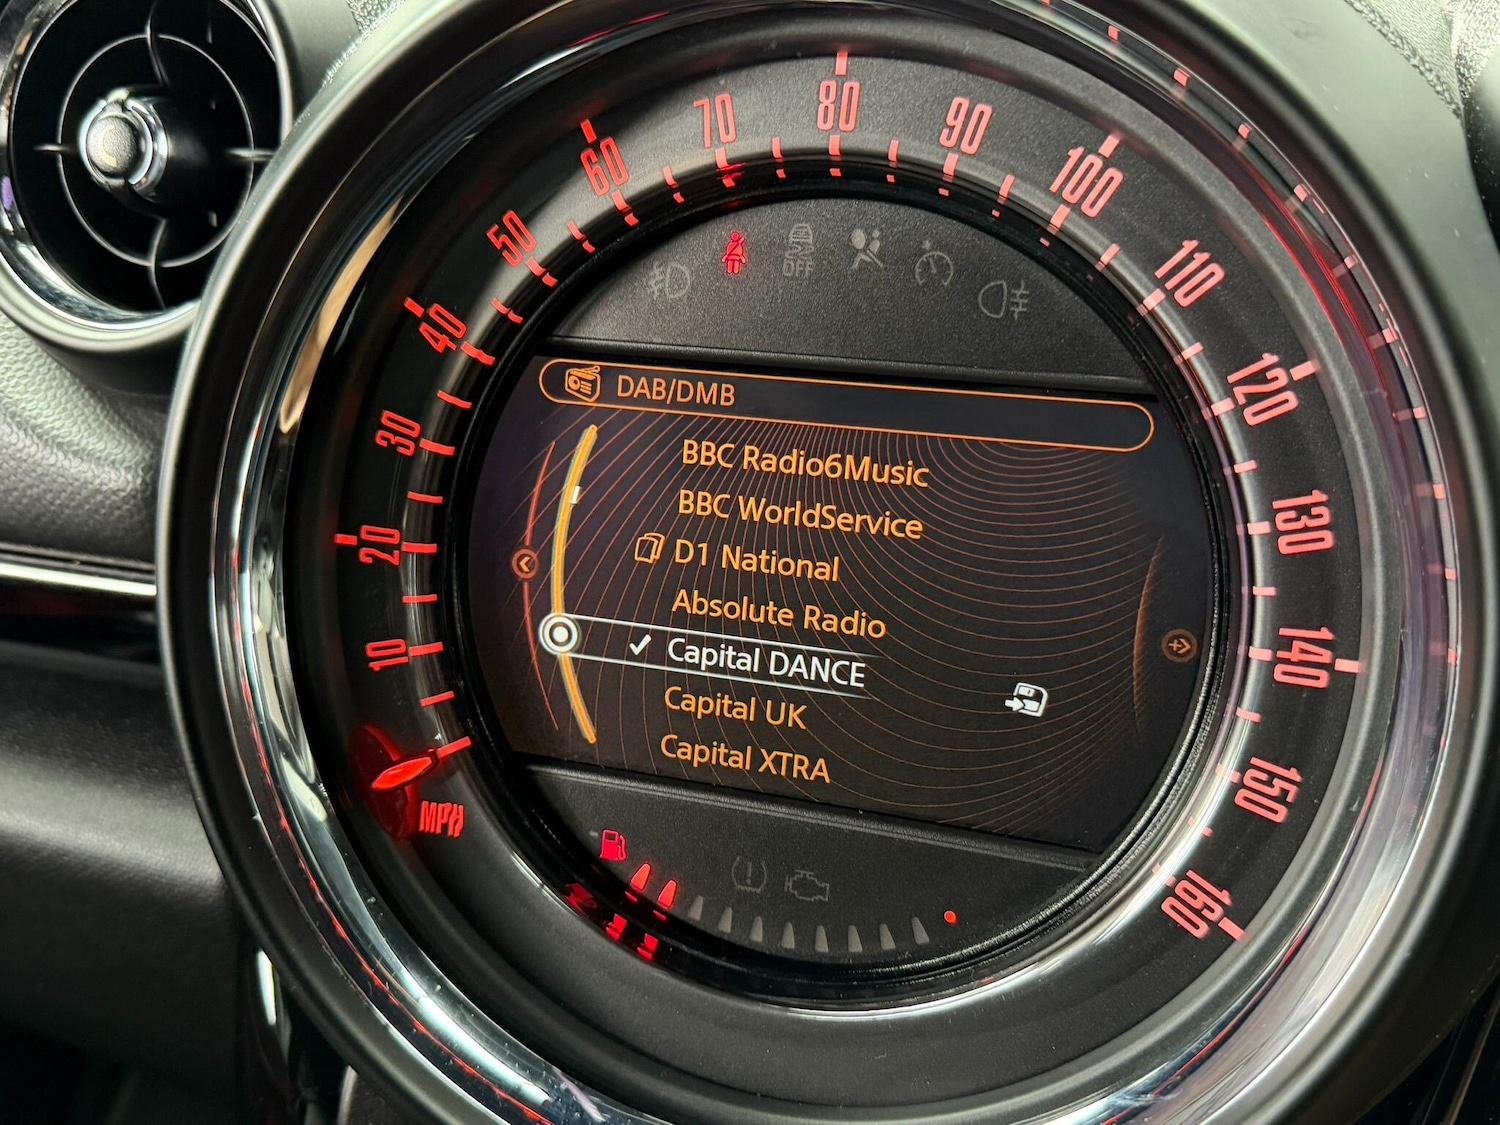 10
20
30
40
50
60
70
80
90
100
110
120
130
140
150
160
MPH
OFF
DAB/DMB
BBC Radio6Music
BBC WorldService
D1 National
Absolute Radio
Capital DANCE
Capital UK
Capital XTRA